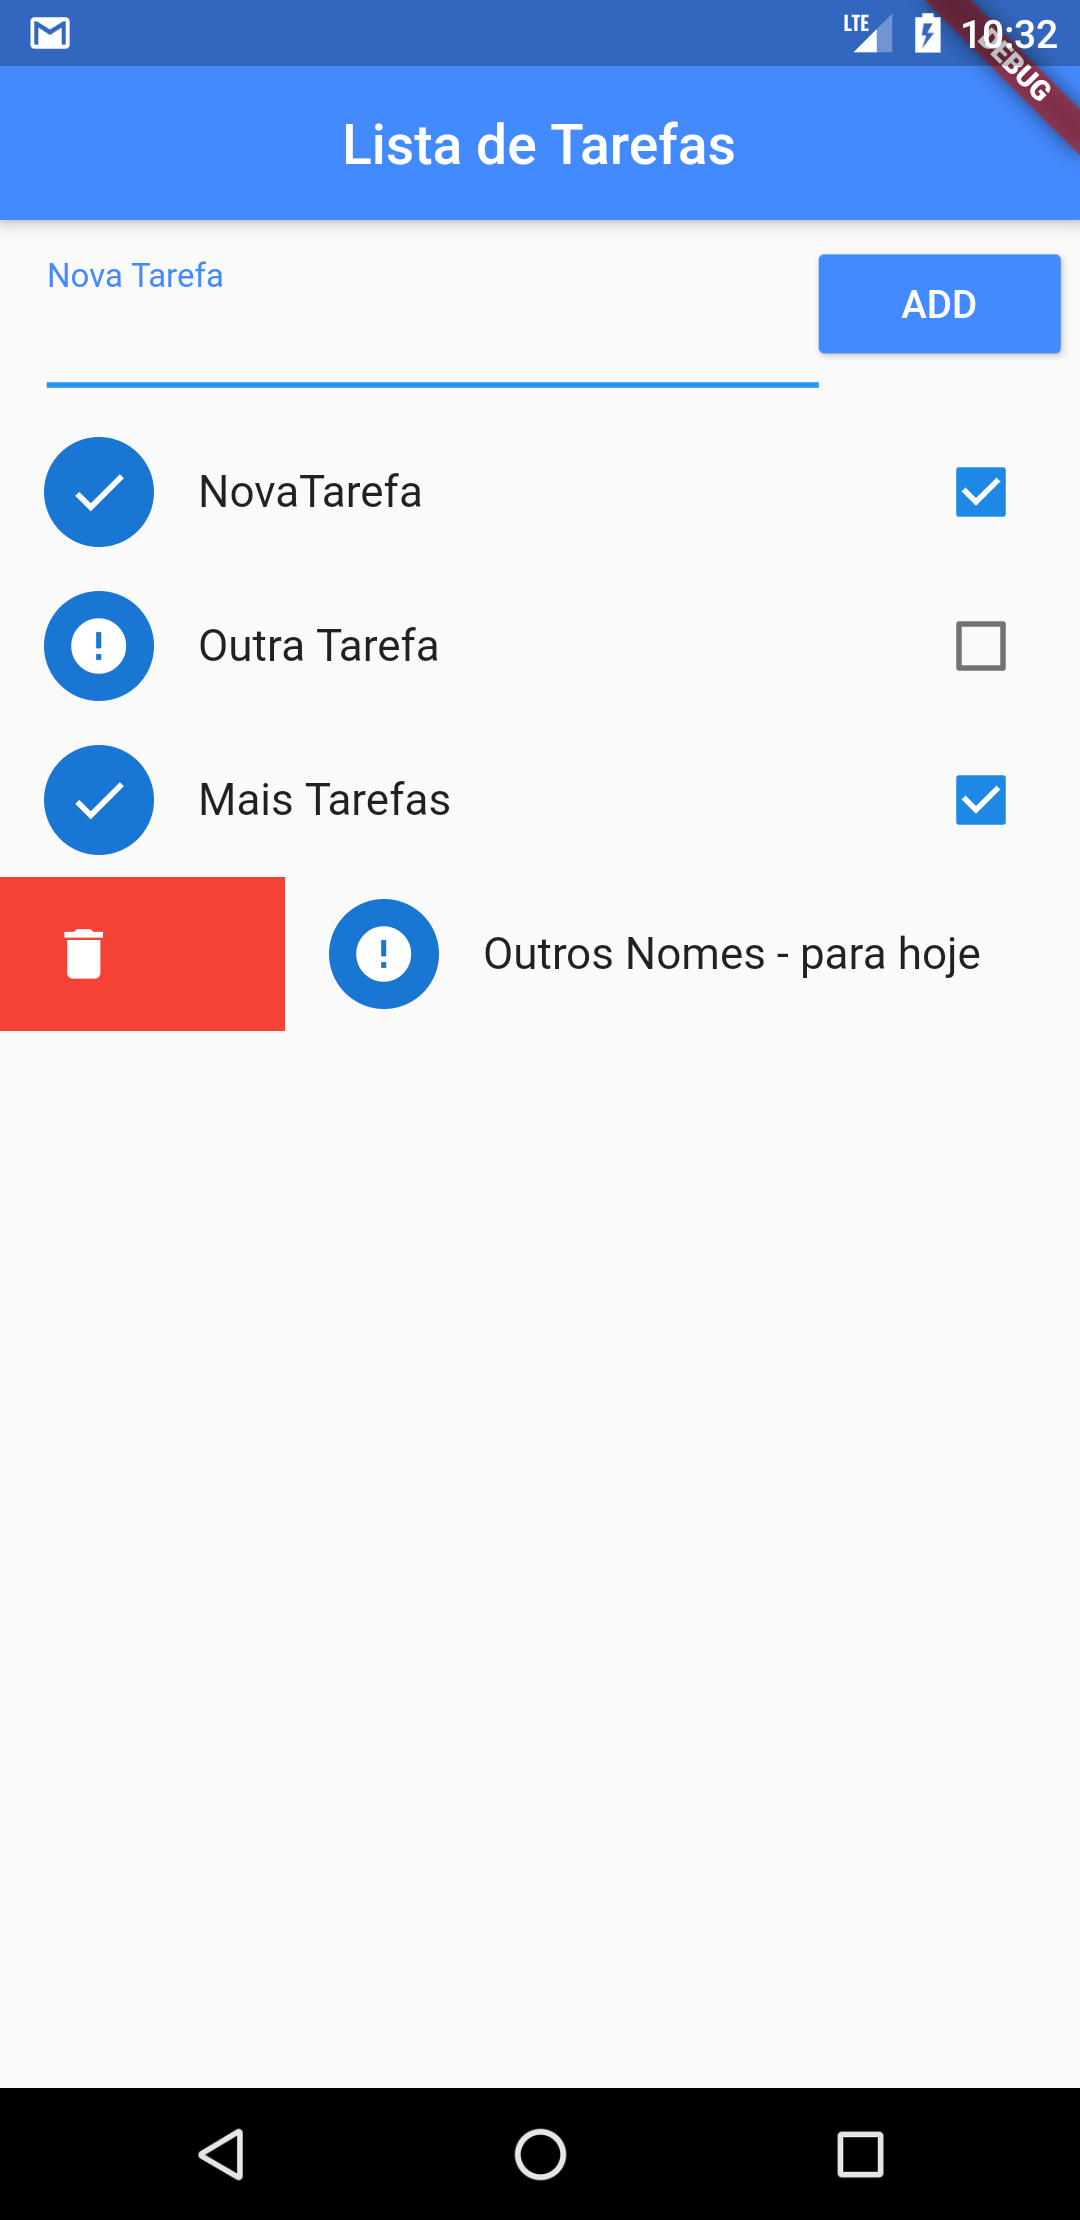 LTE 10:32
DEBUG
Lista de Tarefas
Nova Tarefa
ADD
NovaTarefa
Outra Tarefa
Mais Tarefas
Outros Nomes - para hoje